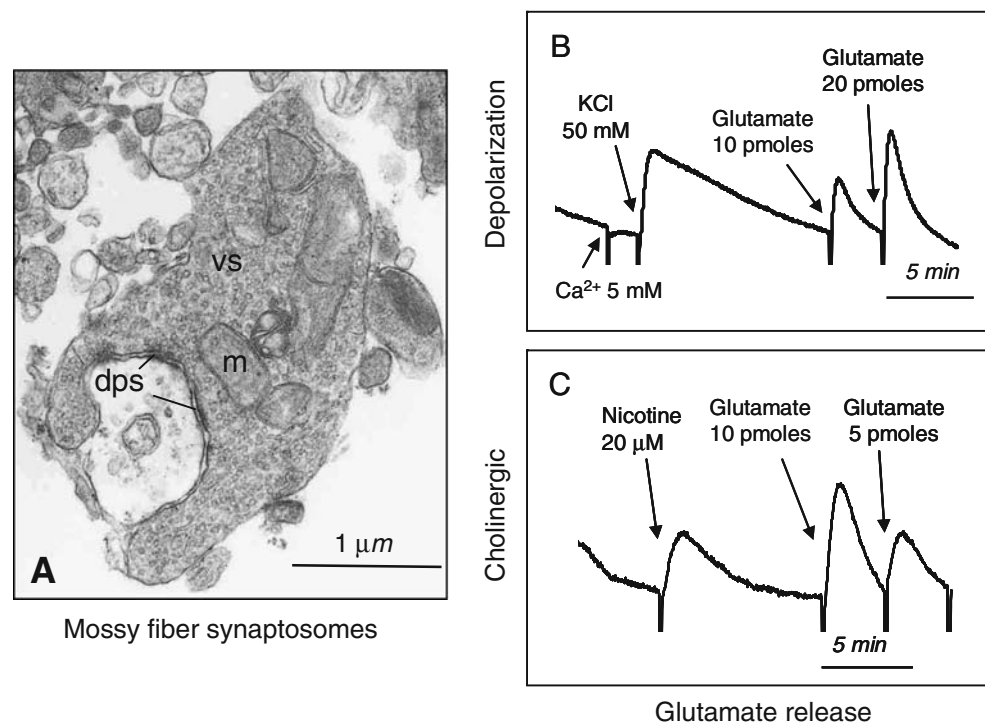 vs
m
dps
1 μm
A
Mossy fiber synaptosomes
Depolarization
B
KCl
50 mM
Glutamate
10 pmoles
Glutamate
20 pmoles
Ca²⁺ 5 mM
5 min
Cholinergic
C
Nicotine
20 μM
Glutamate
10 pmoles
Glutamate
5 pmoles
5 min
Glutamate release